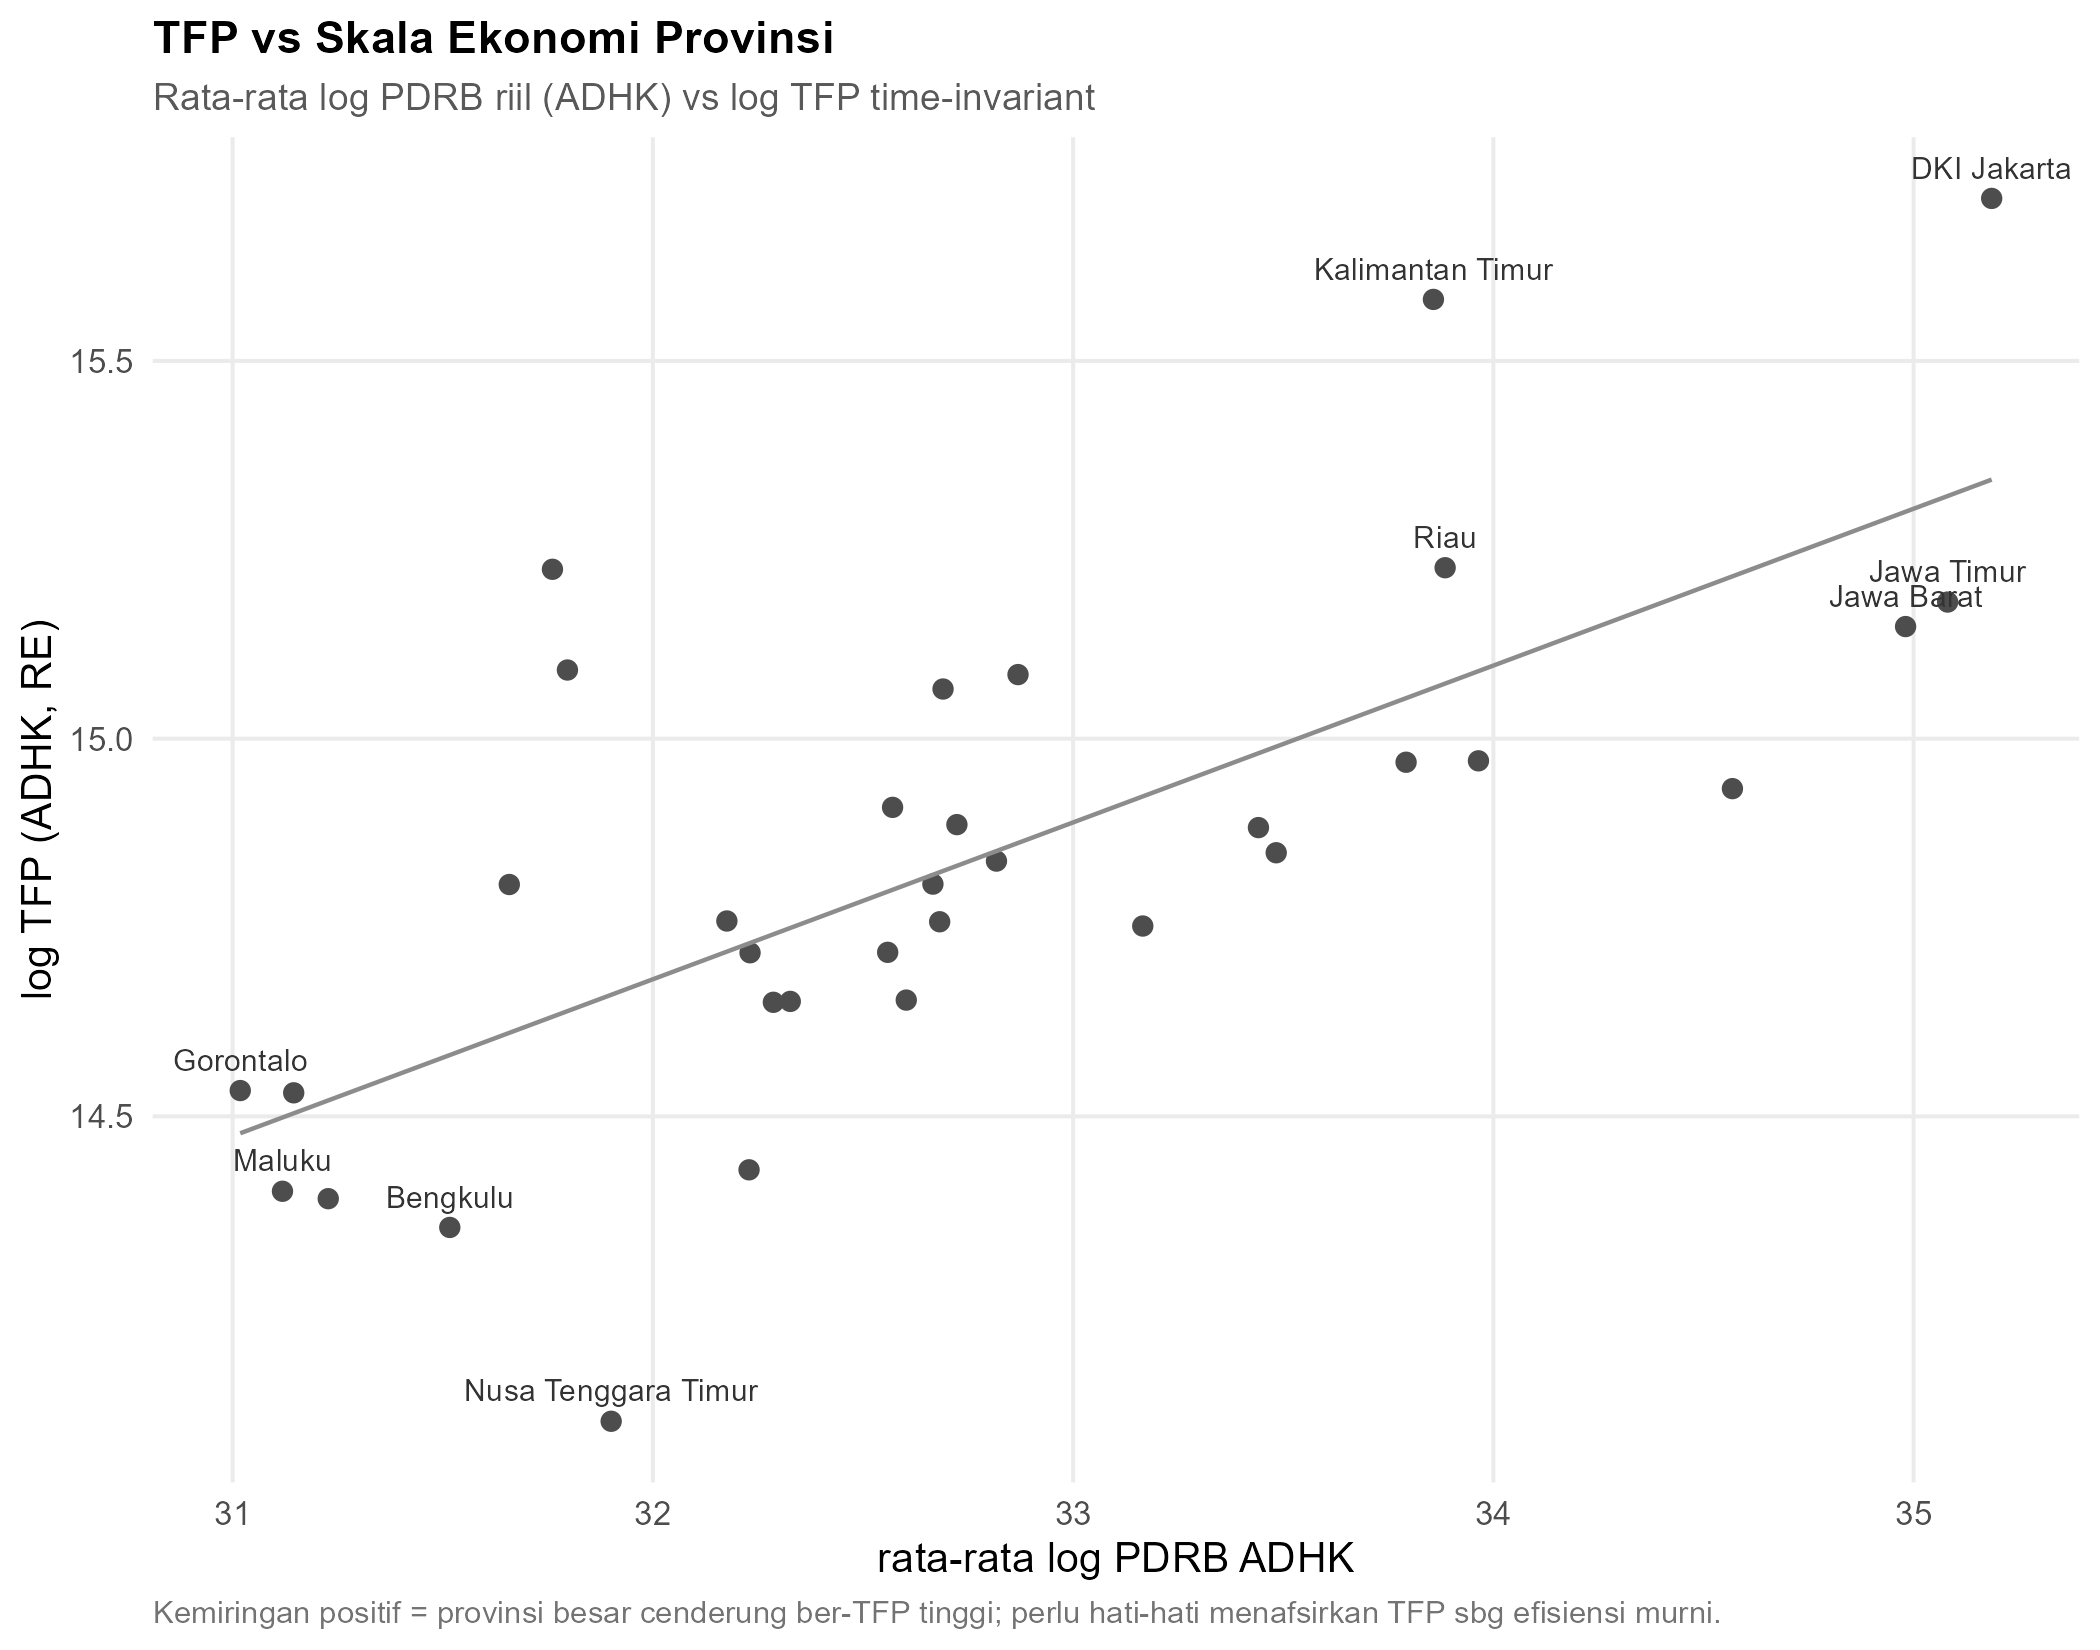 TFP vs Skala Ekonomi Provinsi
Rata-rata log PDRB riil (ADHK) vs log TFP time-invariant
DKI Jakarta
Kalimantan Timur
15.5
Riau
Jawa Timur
Jawa Barat
log TFP (ADHK, RE)
15.0
Gorontalo
14.5
Maluku
Bengkulu
Nusa Tenggara Timur
31 32 33 34 35
rata-rata log PDRB ADHK
Kemiringan positif = provinsi besar cenderung ber-TFP tinggi; perlu hati-hati menafsirkan TFP sbg efisiensi murni.